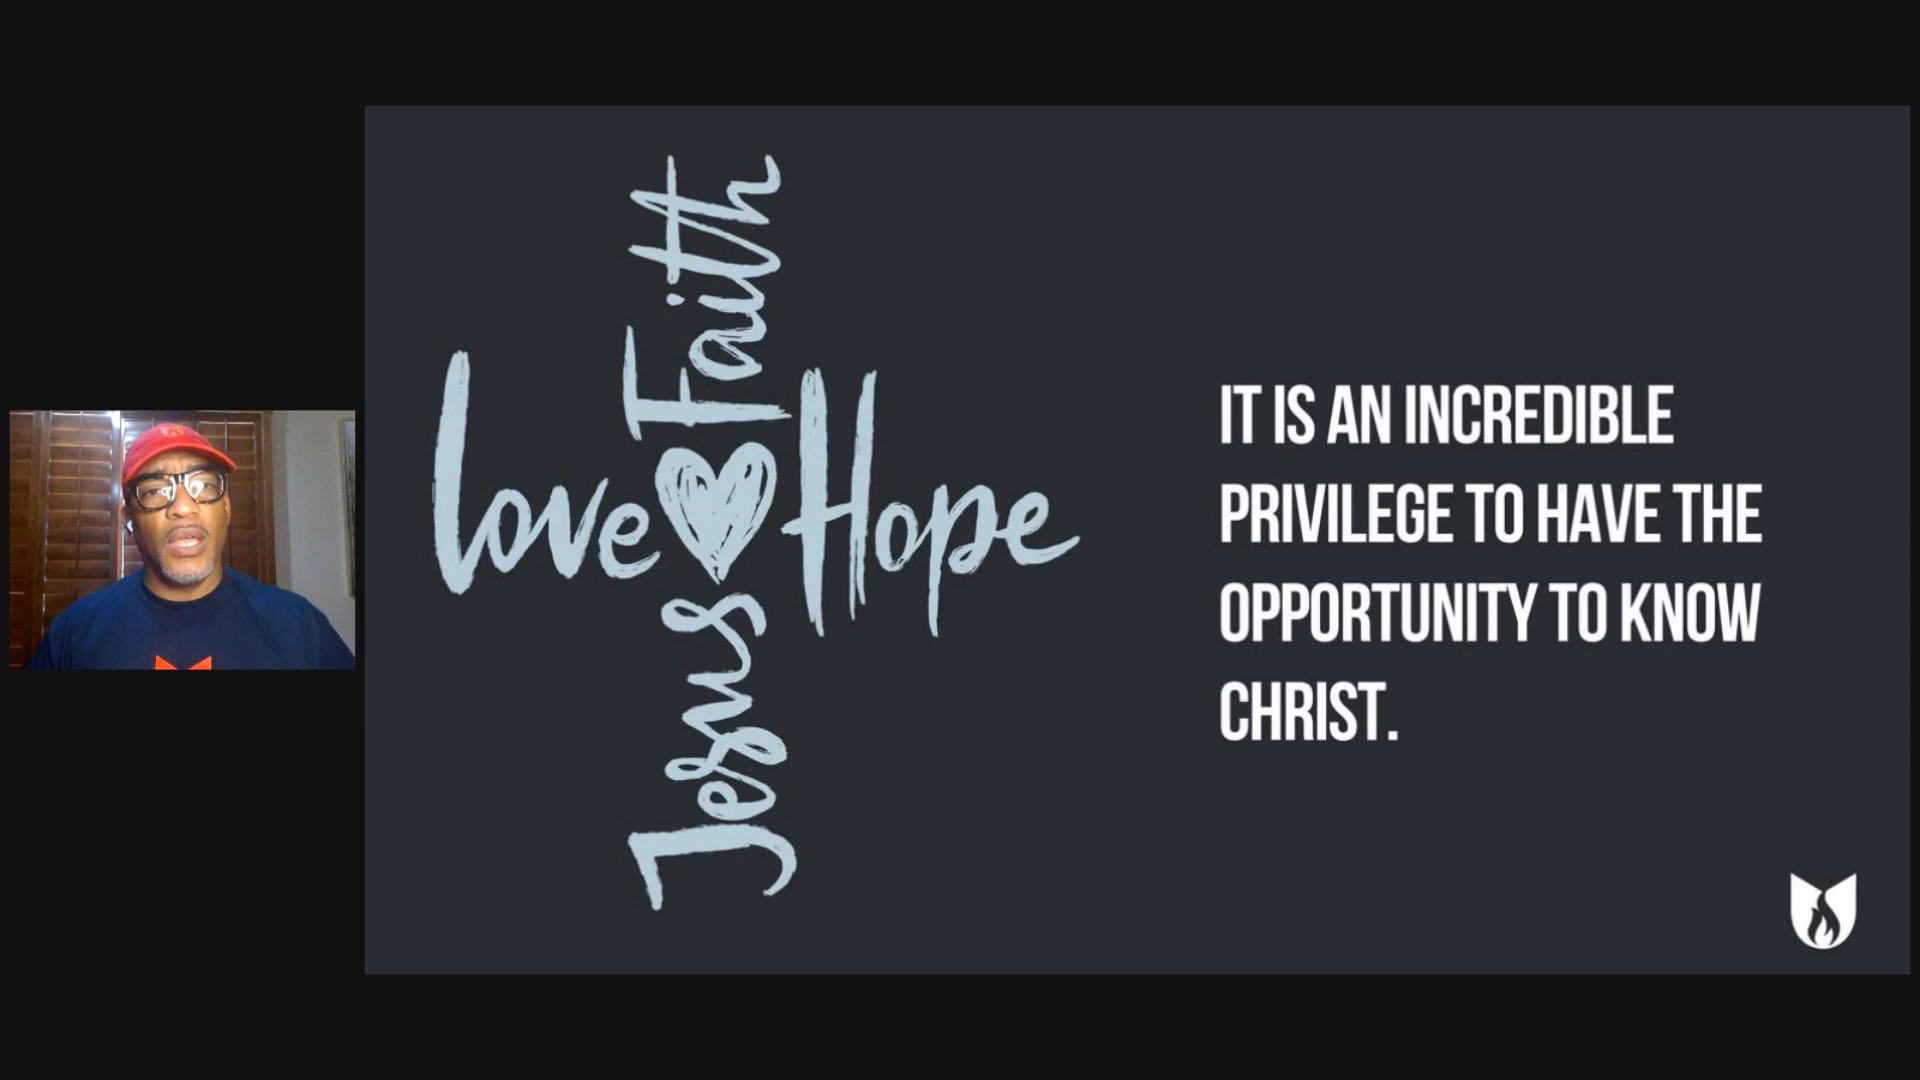 Jesus Faith
Love Hope
IT IS AN INCREDIBLE
PRIVILEGE TO HAVE THE
OPPORTUNITY TO KNOW
CHRIST.